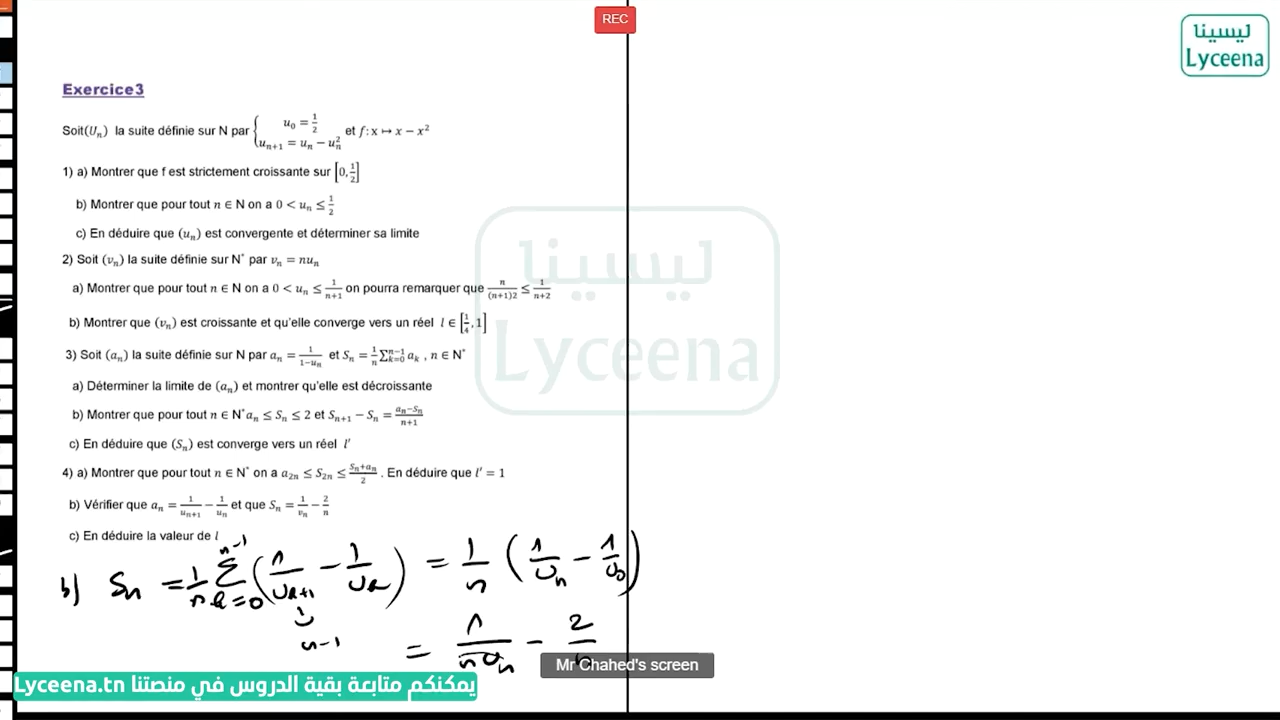 REC
ليسينا
Lyceena
Exercice3
Soit(Uₙ) la suite définie sur N par { u₀ = 1/2 ; uₙ₊₁ = uₙ − uₙ² et f: x ↦ x − x²
1) a) Montrer que f est strictement croissante sur [0, 1/2]
b) Montrer que pour tout n ∈ N on a 0 < uₙ ≤ 1/2
c) En déduire que (uₙ) est convergente et déterminer sa limite
2) Soit (vₙ) la suite définie sur N* par vₙ = nuₙ
a) Montrer que pour tout n ∈ N on a 0 < uₙ ≤ 1/(n+1) on pourra remarquer que n/((n+1)2) ≤ 1/(n+2)
b) Montrer que (vₙ) est croissante et qu'elle converge vers un réel l ∈ [1/4, 1]
3) Soit (aₙ) la suite définie sur N par aₙ = 1/(1−uₙ) et Sₙ = 1/n ∑ₖ₌₀ⁿ⁻¹ aₖ , n ∈ N*
a) Déterminer la limite de (aₙ) et montrer qu'elle est décroissante
b) Montrer que pour tout n ∈ N* aₙ ≤ Sₙ ≤ 2 et Sₙ₊₁ − Sₙ = (aₙ−Sₙ)/(n+1)
c) En déduire que (Sₙ) est converge vers un réel l′
4) a) Montrer que pour tout n ∈ N* on a a₂ₙ ≤ S₂ₙ ≤ (Sₙ+aₙ)/2 . En déduire que l′ = 1
b) Vérifier que aₙ = 1/uₙ₊₁ − 1/uₙ et que Sₙ = 1/vₙ − 2/n
c) En déduire la valeur de l
b) Sₙ = 1/n ∑ₖ₌₀ⁿ⁻¹ (1/uₖ₊₁ − 1/uₖ) = 1/n (1/uₙ − 1/u₀)
n−1
= 1/(nuₙ) − 2/n
ليسينا
Lyceena
Mr Chahed's screen
يمكنكم متابعة بقية الدروس في منصتنا Lyceena.tn